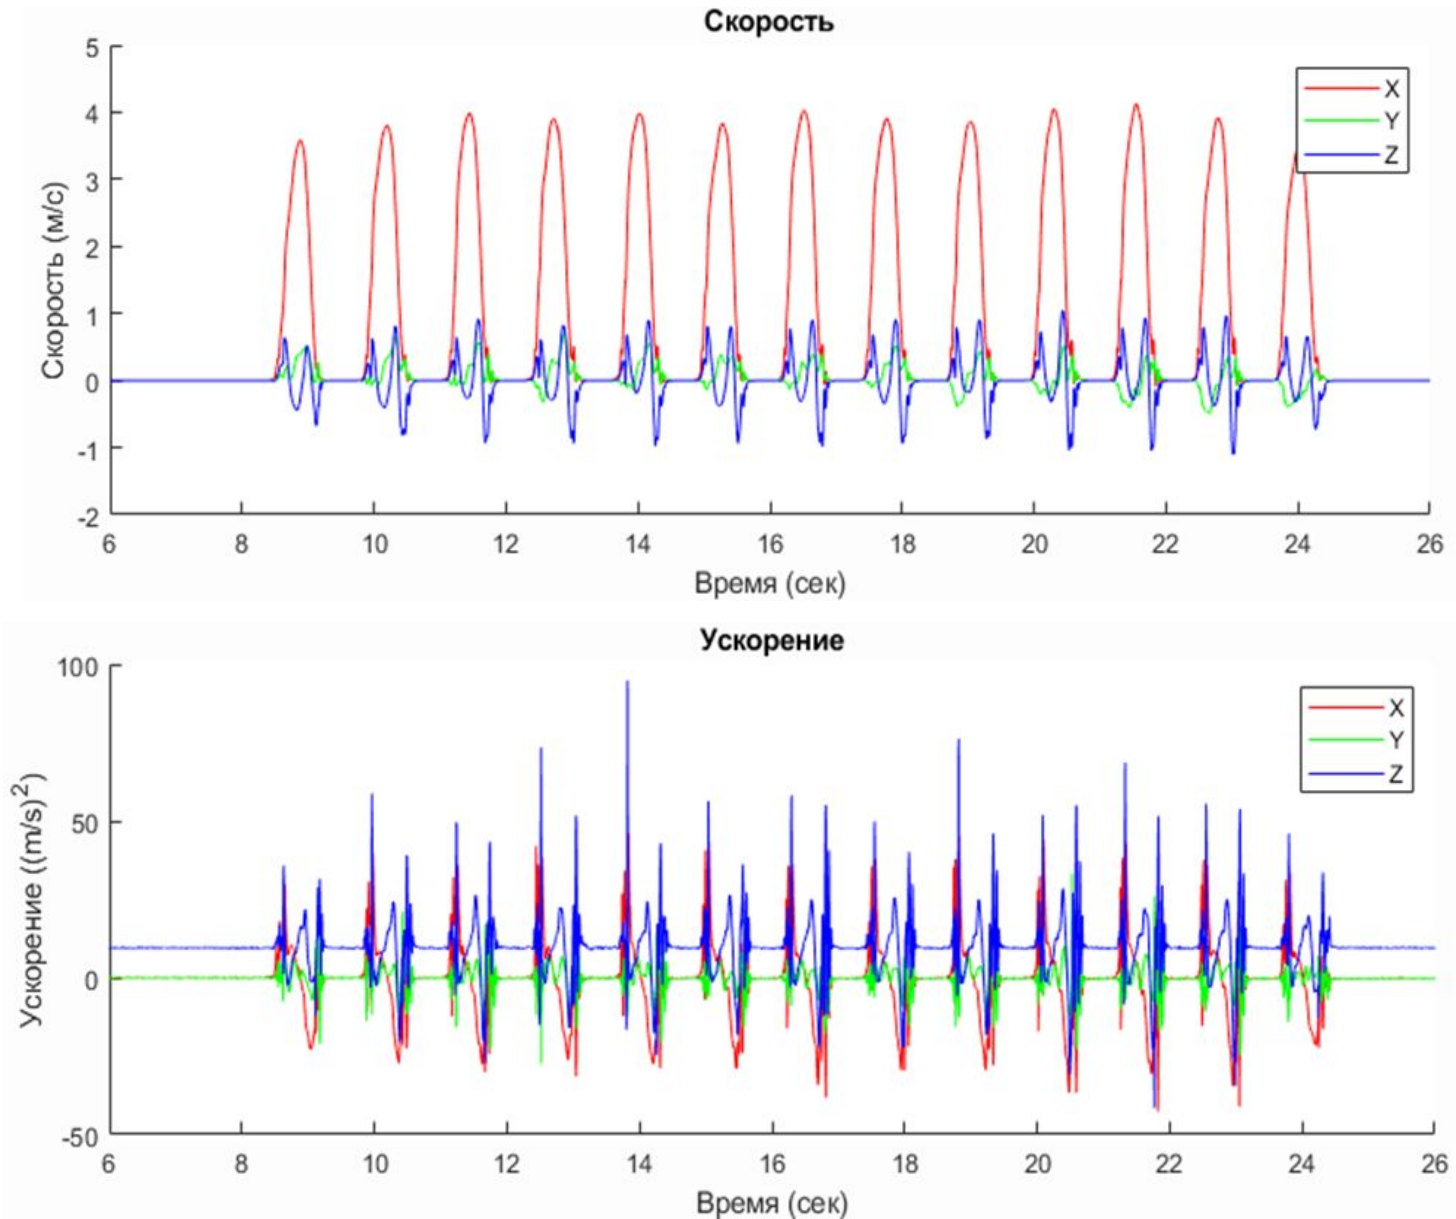 Скорость
5
4
3
2
1
0
-1
-2
Скорость (м/с)
X
Y
Z
6 8 10 12 14 16 18 20 22 24 26
Время (сек)
Ускорение
100
50
0
-50
Ускорение ((m/s)^2)
X
Y
Z
6 8 10 12 14 16 18 20 22 24 26
Время (сек)